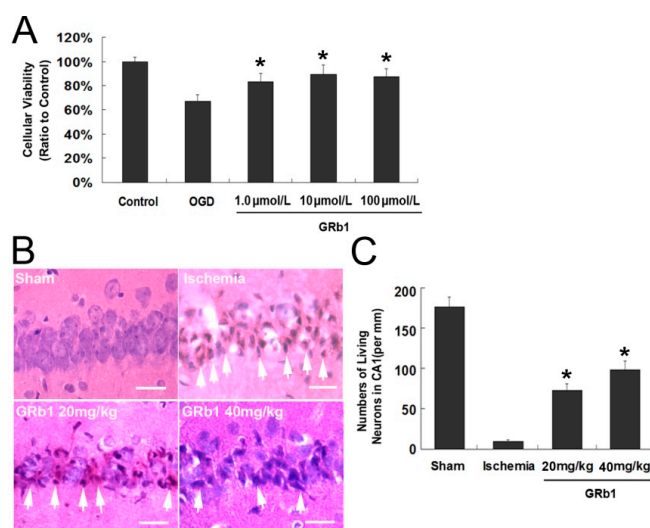 A
Cellular Viability
(Ratio to Control)
120%
100%
80%
60%
40%
20%
0%
Control OGD 1.0 μmol/L 10 μmol/L 100 μmol/L
GRb1
* * *
B
Sham
Ischemia
GRb1 20mg/kg
GRb1 40mg/kg
C
Numbers of Living
Neurons in CA1(per mm)
200
150
100
50
0
* *
Sham Ischemia 20mg/kg 40mg/kg
GRb1